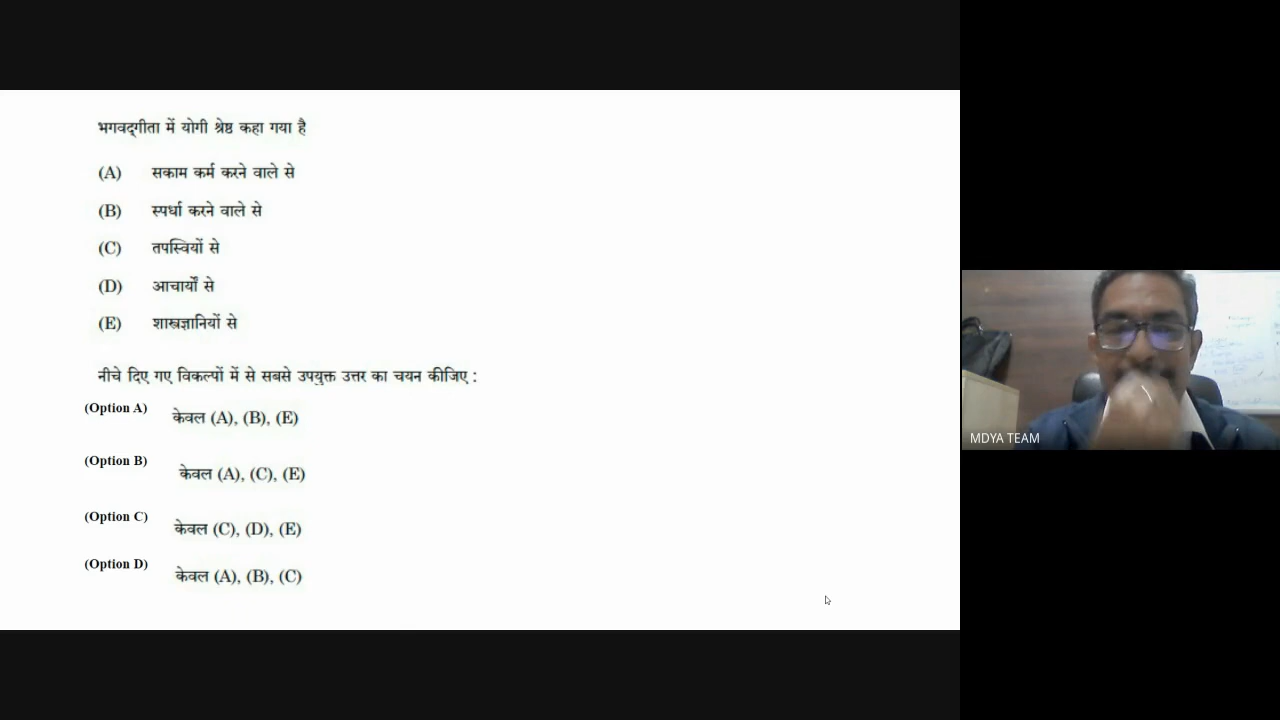 भगवद्‌गीता में योगी श्रेष्ठ कहा गया है
(A) सकाम कर्म करने वाले से
(B) स्पर्धा करने वाले से
(C) तपस्वियों से
(D) आचार्यों से
(E) शास्त्रज्ञानियों से
नीचे दिए गए विकल्पों में से सबसे उपयुक्त उत्तर का चयन कीजिए :
(Option A) केवल (A), (B), (E)
(Option B) केवल (A), (C), (E)
(Option C) केवल (C), (D), (E)
(Option D) केवल (A), (B), (C)
MDYA TEAM